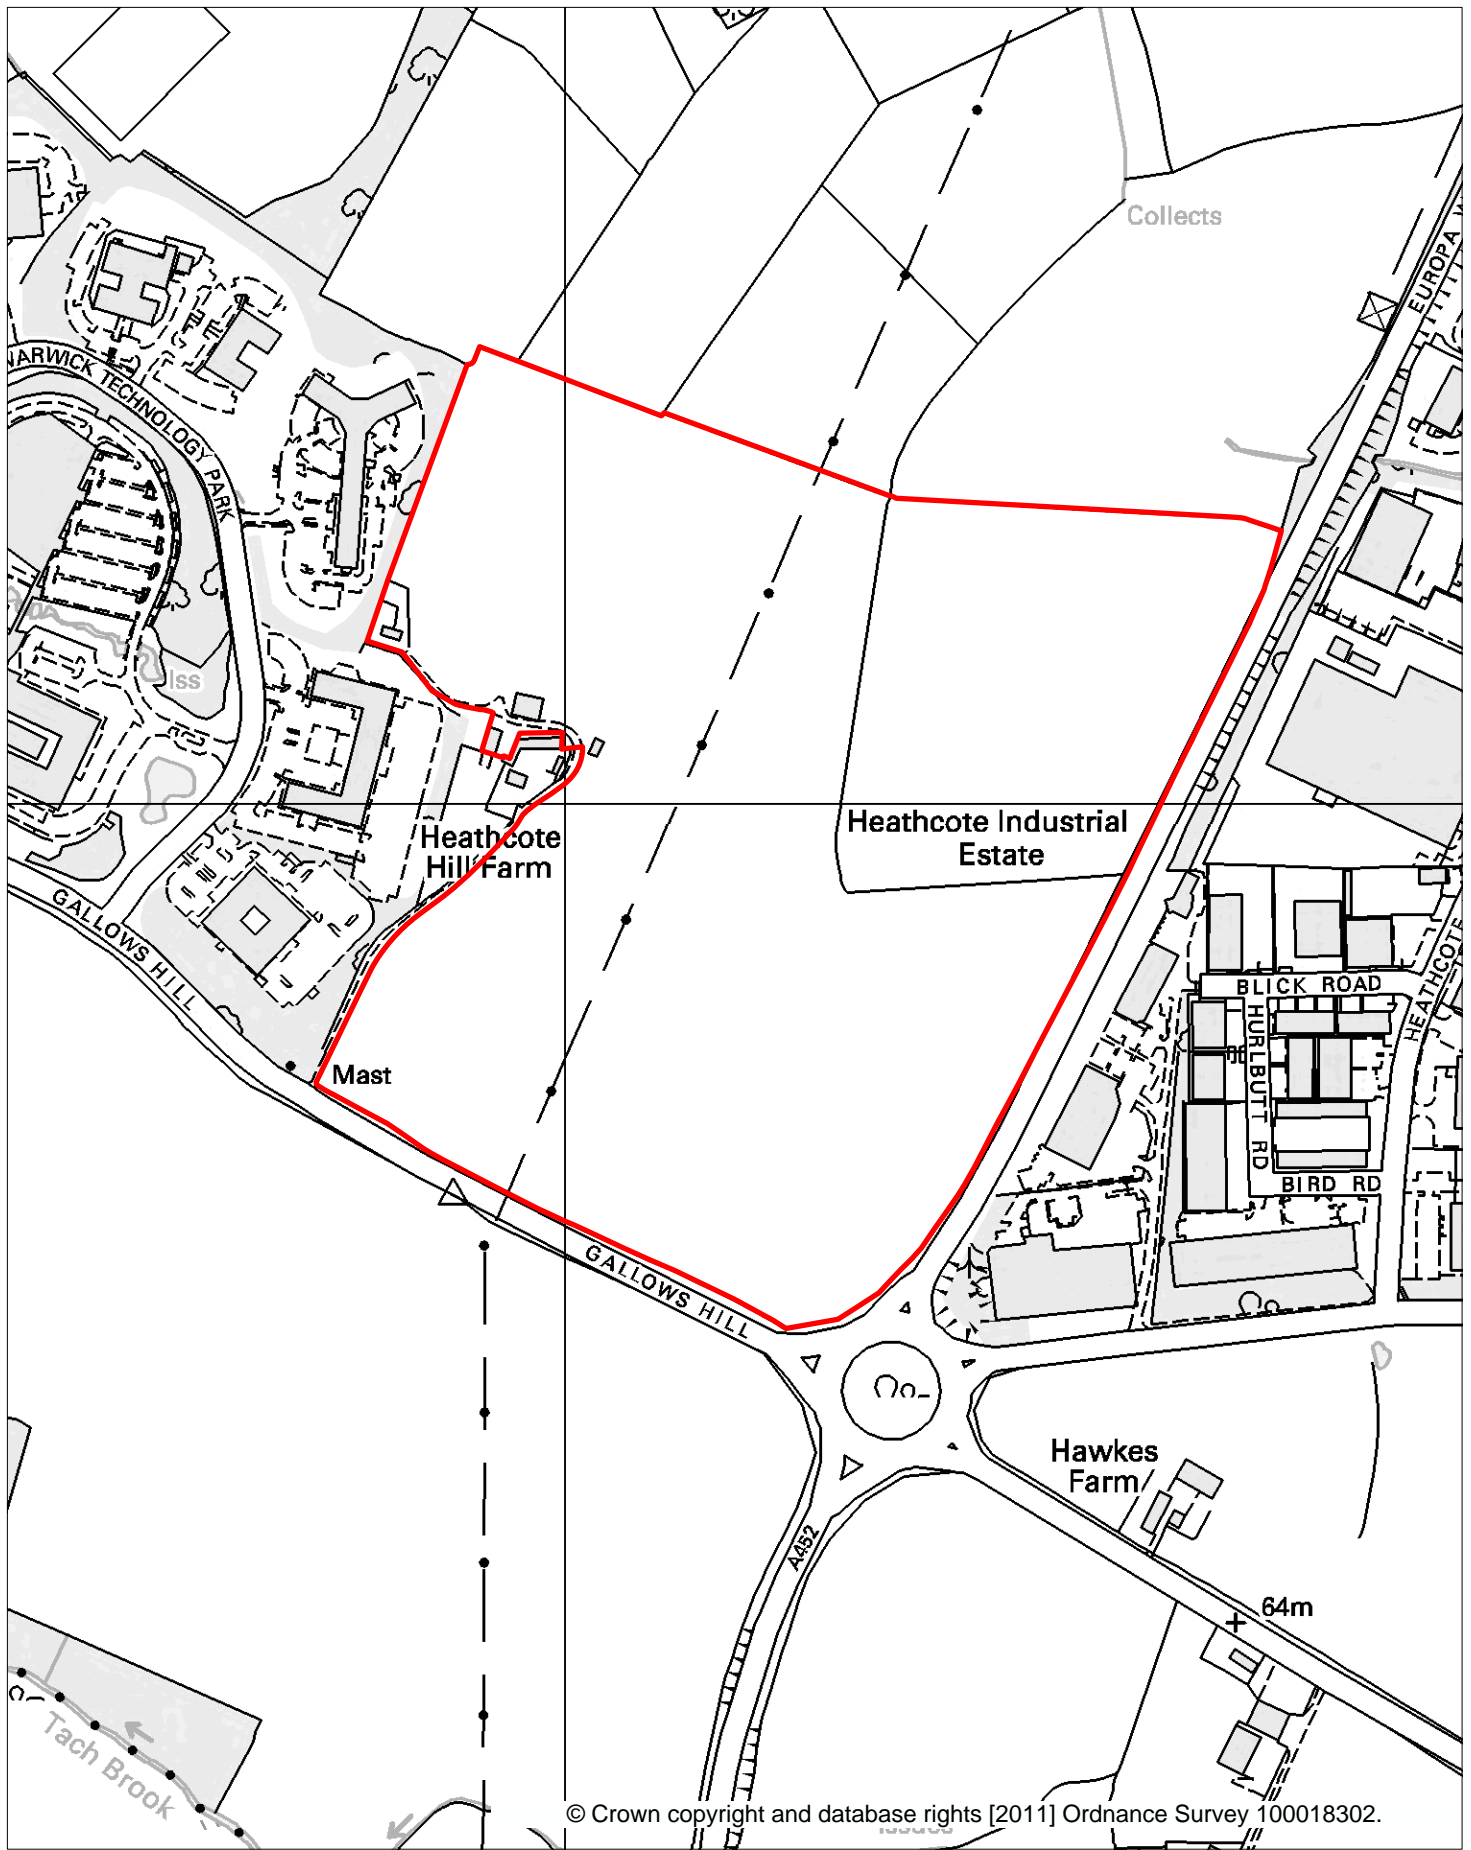 Collects
EUROPA
WARWICK TECHNOLOGY PARK
Iss
Heathcote
Hill Farm
Heathcote Industrial
Estate
GALLOWS HILL
BLICK ROAD
HEATHCOTE
HURLBUTT RD
Mast
BIRD RD
GALLOWS HILL
Hawkes
Farm
A452
64m
Tach Brook
© Crown copyright and database rights [2011] Ordnance Survey 100018302.